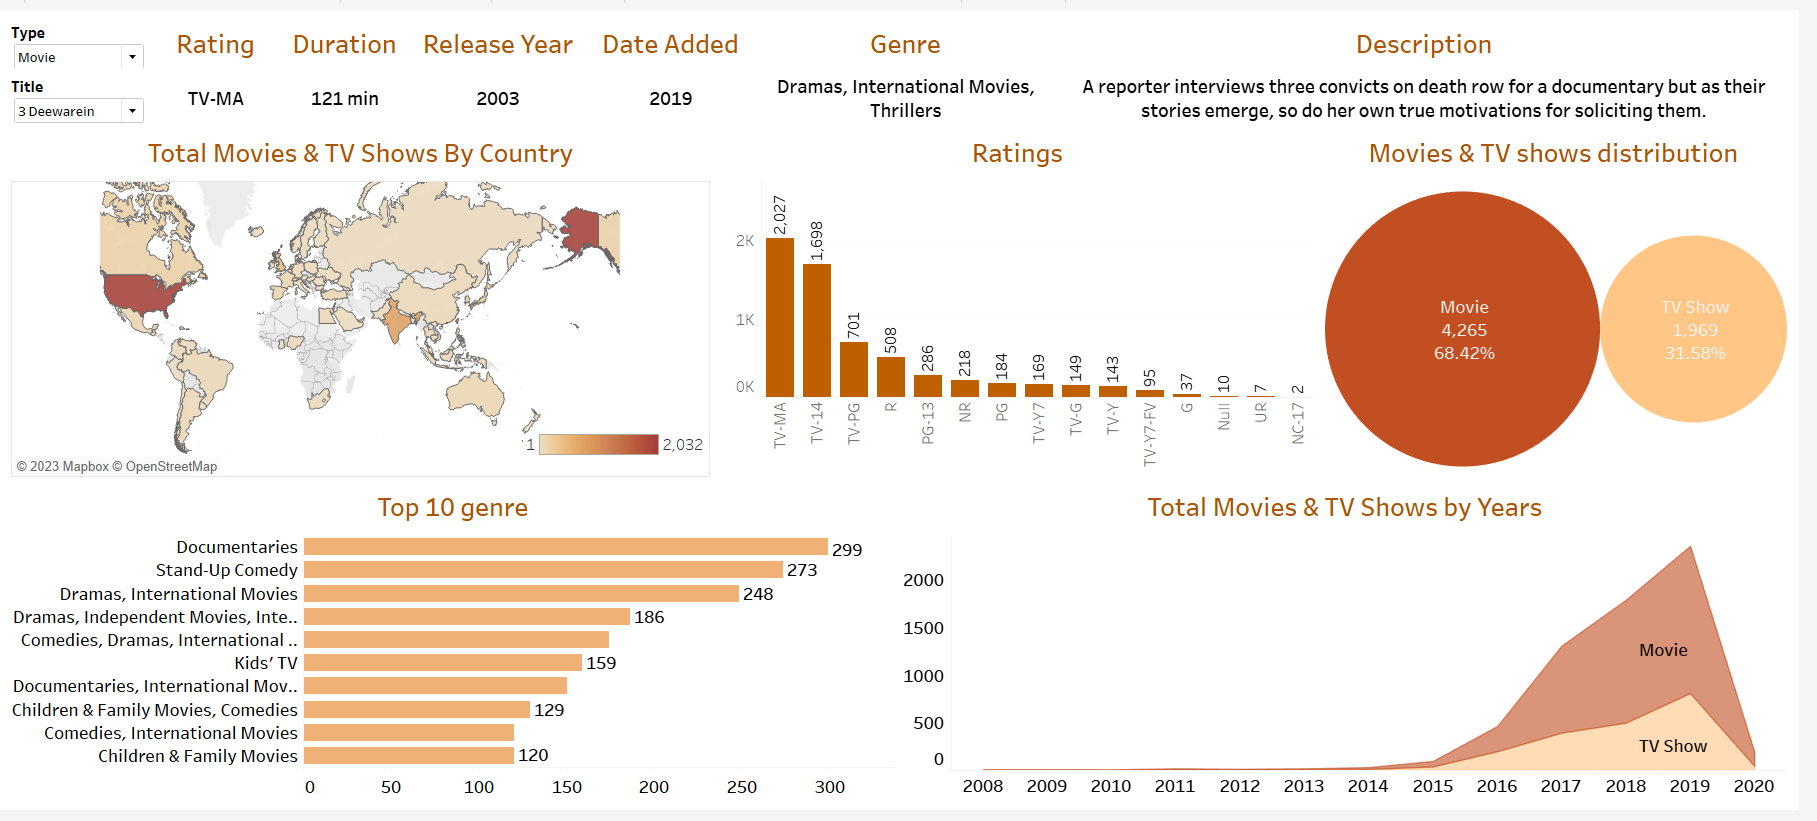 Type
Movie
Title
3 Deewarein
Rating
TV-MA
Duration
121 min
Release Year
2003
Date Added
2019
Genre
Dramas, International Movies,
Thrillers
Description
A reporter interviews three convicts on death row for a documentary but as their
stories emerge, so do her own true motivations for soliciting them.
Total Movies & TV Shows By Country
1
2,032
© 2023 Mapbox © OpenStreetMap
Ratings
2K
1K
0K
2,027
1,698
701
508
286
218
184
169
149
143
95
37
10
7
2
TV-MA
TV-14
TV-PG
R
PG-13
NR
PG
TV-Y7
TV-G
TV-Y
TV-Y7-FV
G
Null
UR
NC-17
Movies & TV shows distribution
Movie
4,265
68.42%
TV Show
1,969
31.58%
Top 10 genre
Documentaries
299
Stand-Up Comedy
273
Dramas, International Movies
248
Dramas, Independent Movies, Inte..
186
Comedies, Dramas, International ..
Kids’ TV
159
Documentaries, International Mov..
Children & Family Movies, Comedies
129
Comedies, International Movies
Children & Family Movies
120
0 50 100 150 200 250 300
Total Movies & TV Shows by Years
2000
1500
1000
500
0
Movie
TV Show
2008 2009 2010 2011 2012 2013 2014 2015 2016 2017 2018 2019 2020